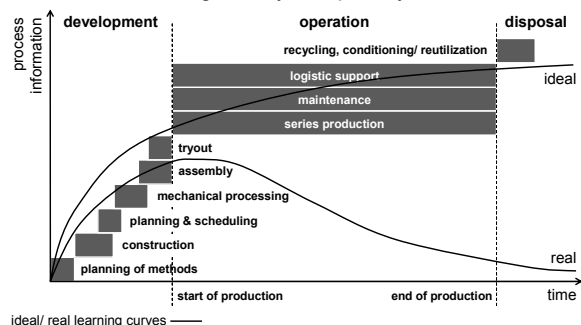 development
operation
disposal
process
information
recycling, conditioning/ reutilization
logistic support
ideal
maintenance
series production
tryout
assembly
mechanical processing
planning & scheduling
construction
planning of methods
real
start of production
end of production
time
ideal/ real learning curves